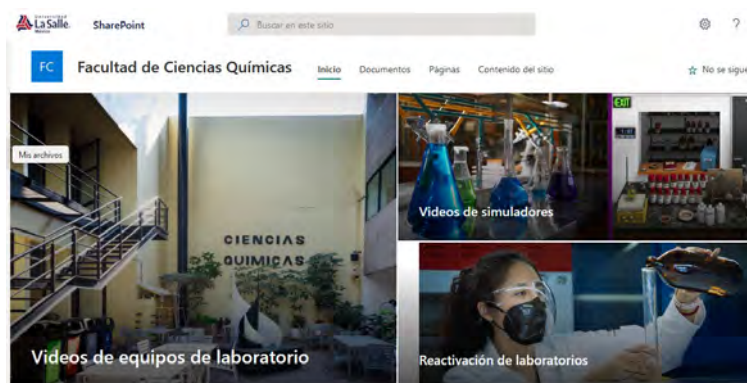 Universidad
La Salle.
México
SharePoint
Buscar en este sitio
?
FC
Facultad de Ciencias Químicas
Inicio
Documentos
Páginas
Contenido del sitio
No se sigue
Mis archivos
CIENCIAS
QUIMICAS
Videos de equipos de laboratorio
EXIT
Videos de simuladores
Reactivación de laboratorios